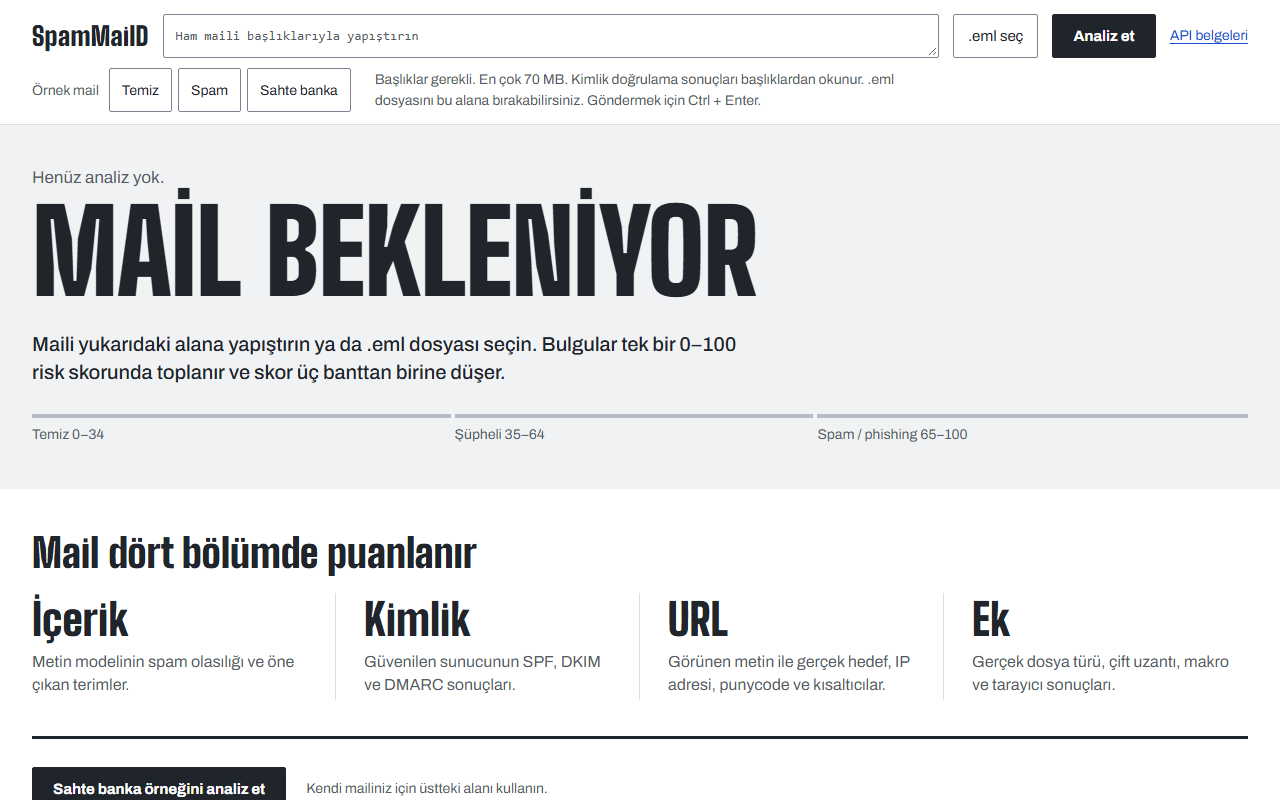 SpamMailD
Ham maili başlıklarıyla yapıştırın
.eml seç
Analiz et
API belgeleri
Örnek mail
Temiz
Spam
Sahte banka
Başlıklar gerekli. En çok 70 MB. Kimlik doğrulama sonuçları başlıklardan okunur. .eml
dosyasını bu alana bırakabilirsiniz. Göndermek için Ctrl + Enter.
Henüz analiz yok.
MAİL BEKLENİYOR
Maili yukarıdaki alana yapıştırın ya da .eml dosyası seçin. Bulgular tek bir 0–100
risk skorunda toplanır ve skor üç banttan birine düşer.
Temiz 0–34
Şüpheli 35–64
Spam / phishing 65–100
Mail dört bölümde puanlanır
İçerik
Metin modelinin spam olasılığı ve öne
çıkan terimler.
Kimlik
Güvenilen sunucunun SPF, DKIM
ve DMARC sonuçları.
URL
Görünen metin ile gerçek hedef, IP
adresi, punycode ve kısaltıcılar.
Ek
Gerçek dosya türü, çift uzantı, makro
ve tarayıcı sonuçları.
Sahte banka örneğini analiz et
Kendi mailiniz için üstteki alanı kullanın.